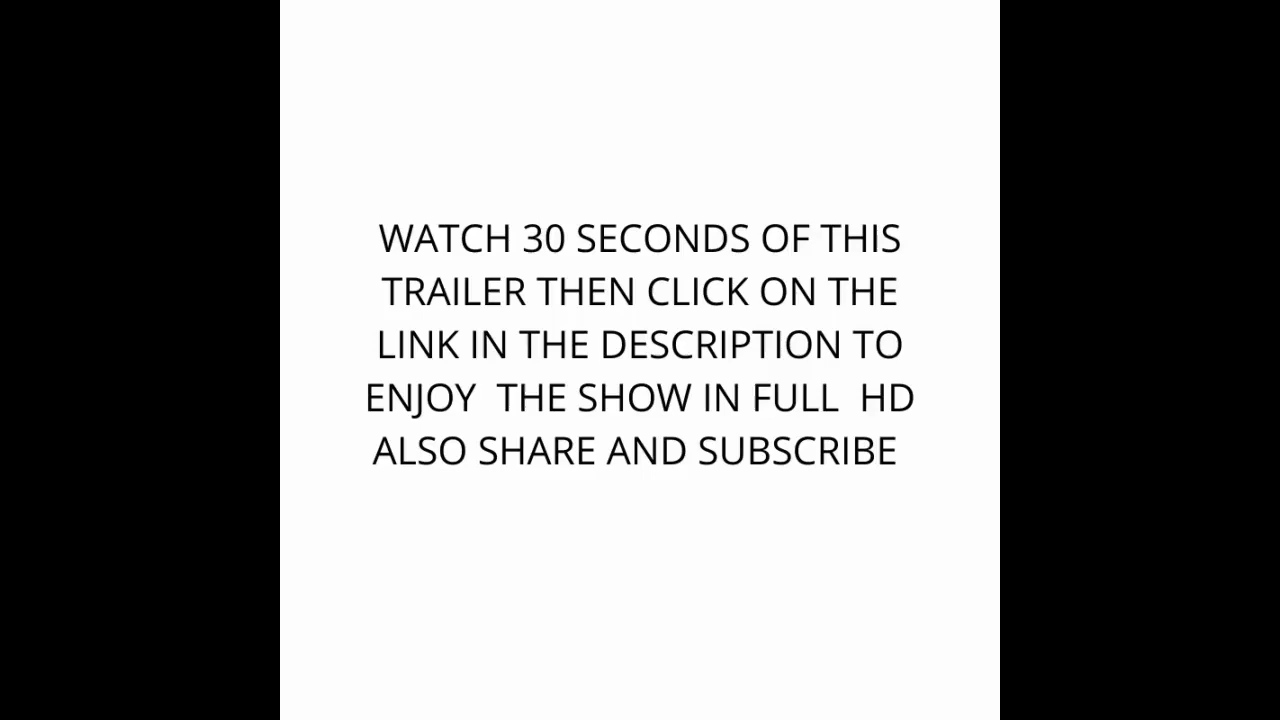 WATCH 30 SECONDS OF THIS
TRAILER THEN CLICK ON THE
LINK IN THE DESCRIPTION TO
ENJOY  THE SHOW IN FULL  HD
ALSO SHARE AND SUBSCRIBE